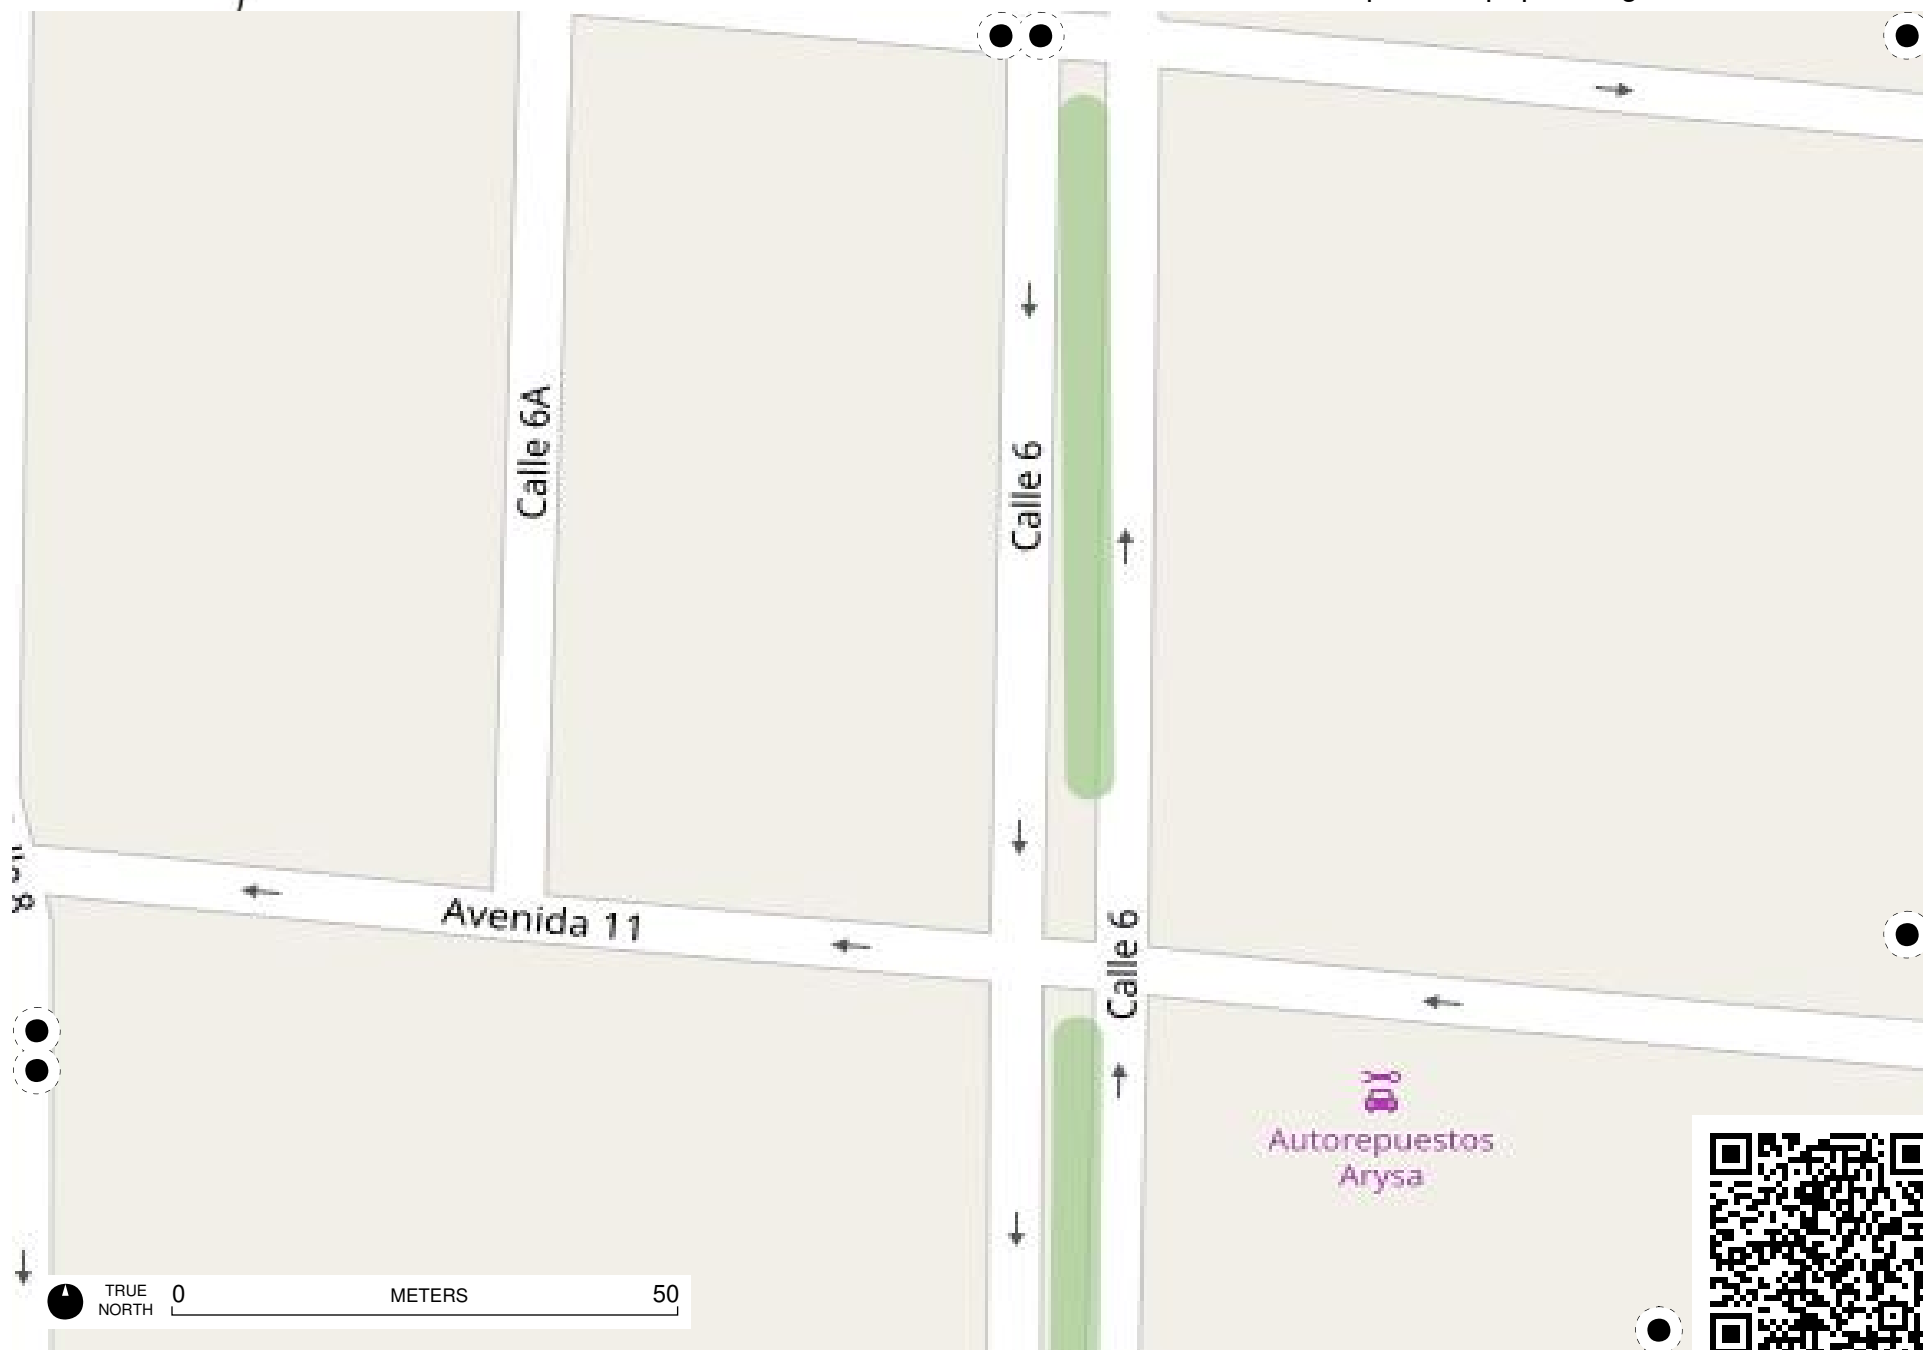 Calle 6A
Calle 6
Avenida 11
Calle 6
Autorepuestos
Arysa
TRUE
NORTH
0
METERS
50